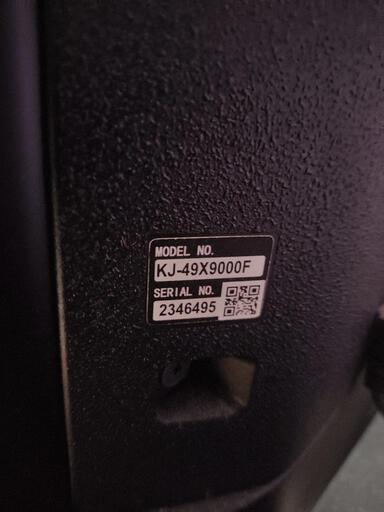 MODEL NO.
KJ-49X9000F
SERIAL NO.
2346495